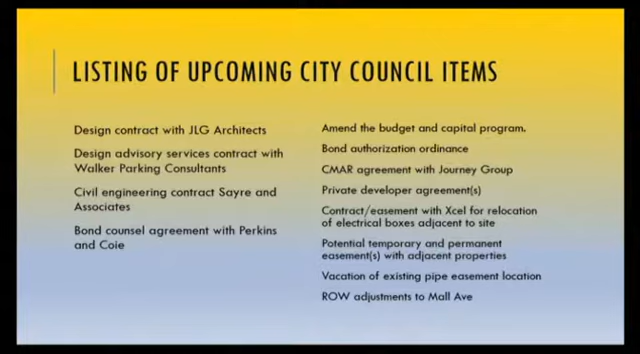 LISTING OF UPCOMING CITY COUNCIL ITEMS
Design contract with JLG Architects
Design advisory services contract with
Walker Parking Consultants
Civil engineering contract Sayre and
Associates
Bond counsel agreement with Perkins
and Coie
Amend the budget and capital program.
Bond authorization ordinance
CMAR agreement with Journey Group
Private developer agreement(s)
Contract/easement with Xcel for relocation
of electrical boxes adjacent to site
Potential temporary and permanent
easement(s) with adjacent properties
Vacation of existing pipe easement location
ROW adjustments to Mall Ave